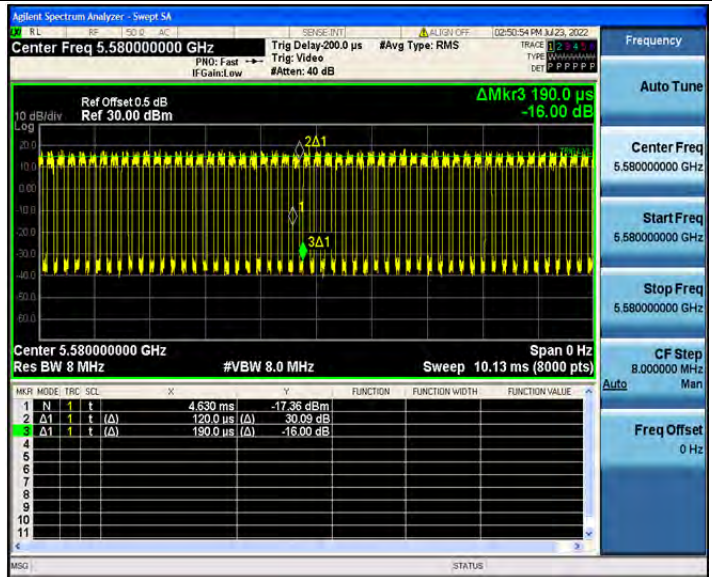 Agilent Spectrum Analyzer - Swept SA
RL RF 50 Ω AC SENSE:INT ALIGN OFF 02:50:54 PM Jul 23, 2022
Center Freq 5.580000000 GHz
Trig Delay-200.0 µs #Avg Type: RMS
TRACE 1 2 3 4 5 6
PNO: Fast Trig: Video
TYPE
IFGain:Low #Atten: 40 dB
DET P P P P P P
ΔMkr3 190.0 µs
-16.00 dB
Ref Offset 0.5 dB
10 dB/div Ref 30.00 dBm
Log
20.0
10.0
0.00
-10.0
-20.0
-30.0
-40.0
-50.0
-60.0
2Δ1
1
3Δ1
Center 5.580000000 GHz Span 0 Hz
Res BW 8 MHz #VBW 8.0 MHz Sweep 10.13 ms (8000 pts)
MKR MODE TRC SCL X Y FUNCTION FUNCTION WIDTH FUNCTION VALUE
1 N 1 t 4.630 ms -17.36 dBm
2 Δ1 1 t (Δ) 120.0 µs (Δ) 30.09 dB
3 Δ1 1 t (Δ) 190.0 µs (Δ) -16.00 dB
4
5
6
7
8
9
10
11
MSG STATUS
Frequency
Auto Tune
Center Freq
5.580000000 GHz
Start Freq
5.580000000 GHz
Stop Freq
5.580000000 GHz
CF Step
8.000000 MHz
Auto Man
Freq Offset
0 Hz